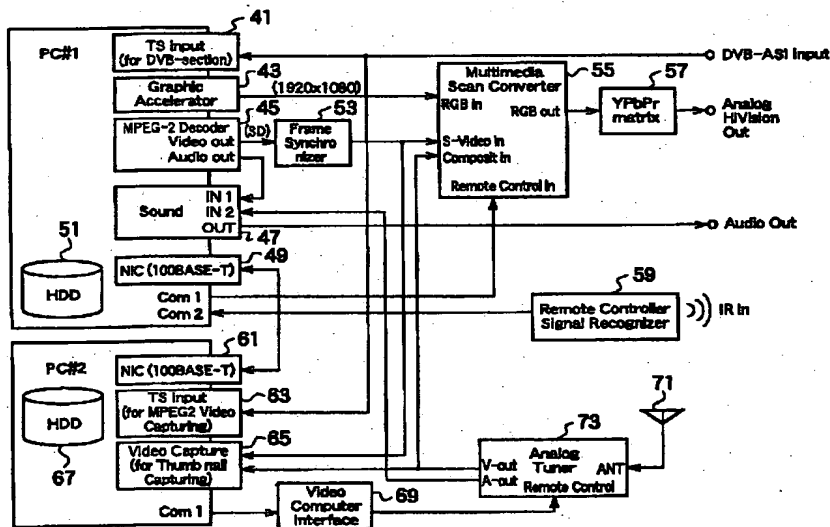 PC#1
41
TS Input
(for DVB-section)
DVB-ASI Input
43
Graphic
Accelerator
(1920x1080)
45
MPEG-2 Decoder
Video out
Audio out
(SD)
53
Frame
Synchro
nizer
Multimedia
Scan Converter
RGB in
RGB out
S-Video in
Composit in
Remote Control in
55
57
YPbPr
matrix
Analog
HiVision
Out
Sound
IN 1
IN 2
OUT
47
Audio Out
51
HDD
49
NIC (100BASE-T)
Com 1
Com 2
59
Remote Controller
Signal Recognizer
IR in
PC#2
61
NIC (100BASE-T)
63
TS Input
(for MPEG2 Video
Capturing)
65
Video Capture
(for Thumb nail
Capturing)
HDD
67
Com 1
Video
Computer
Interface
69
71
73
Analog
Tuner
V-out
A-out
ANT
Remote Control